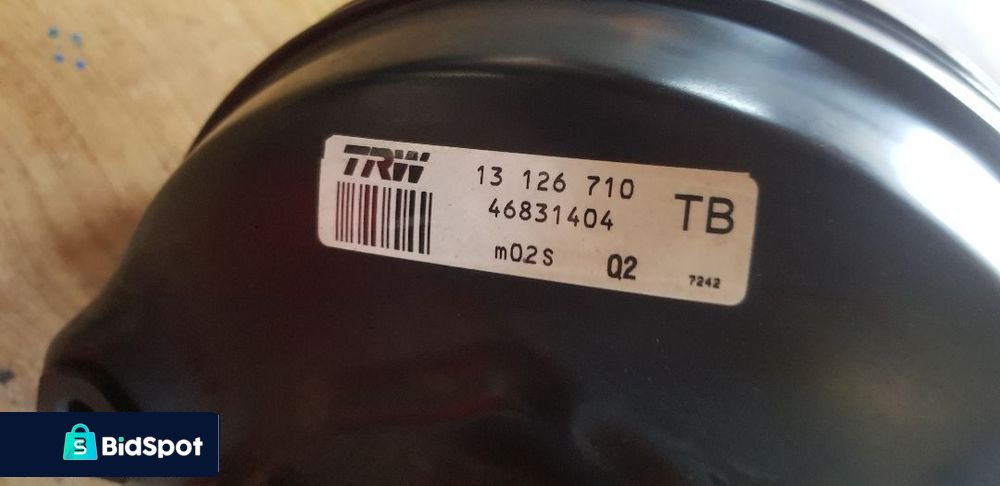 TRW
13 126 710
46831404
TB
m02S
Q2
7242
BidSpot